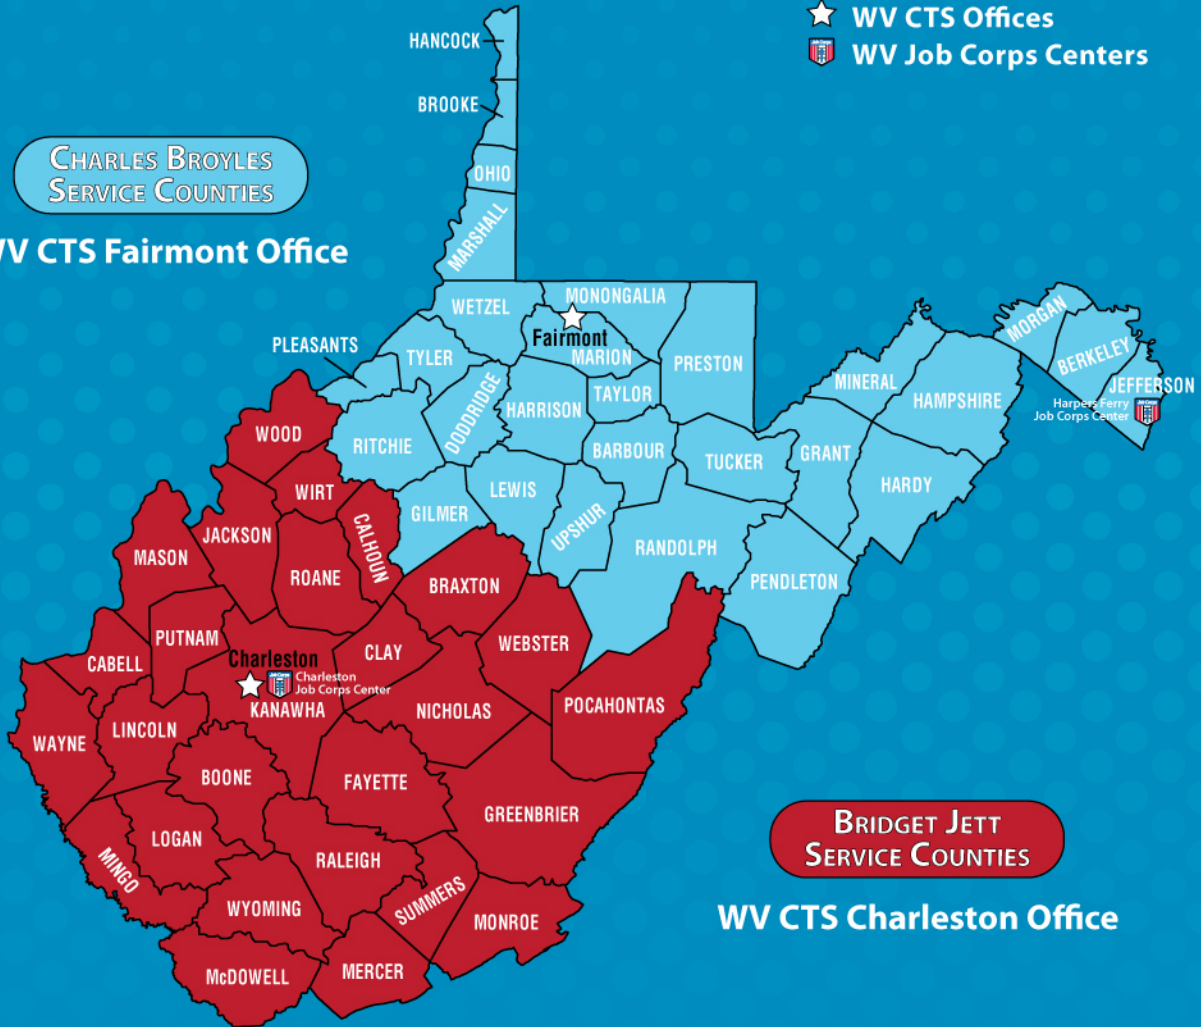 WV CTS Offices
WV Job Corps Centers
HANCOCK
BROOKE
OHIO
MARSHALL
CHARLES BROYLES
SERVICE COUNTIES
WV CTS Fairmont Office
WETZEL
MONONGALIA
Fairmont
MARION
PLEASANTS
TYLER
DODDRIDGE
HARRISON
TAYLOR
PRESTON
MORGAN
BERKELEY
JEFFERSON
Harpers Ferry
Job Corps Center
MINERAL
HAMPSHIRE
WOOD
RITCHIE
BARBOUR
TUCKER
GRANT
HARDY
WIRT
GILMER
LEWIS
UPSHUR
RANDOLPH
PENDLETON
MASON
JACKSON
ROANE
CALHOUN
BRAXTON
WEBSTER
PUTNAM
CABELL
CLAY
Charleston
Charleston
Job Corps Center
KANAWHA
NICHOLAS
POCAHONTAS
WAYNE
LINCOLN
BOONE
FAYETTE
GREENBRIER
LOGAN
MINGO
RALEIGH
WYOMING
SUMMERS
MONROE
McDOWELL
MERCER
BRIDGET JETT
SERVICE COUNTIES
WV CTS Charleston Office